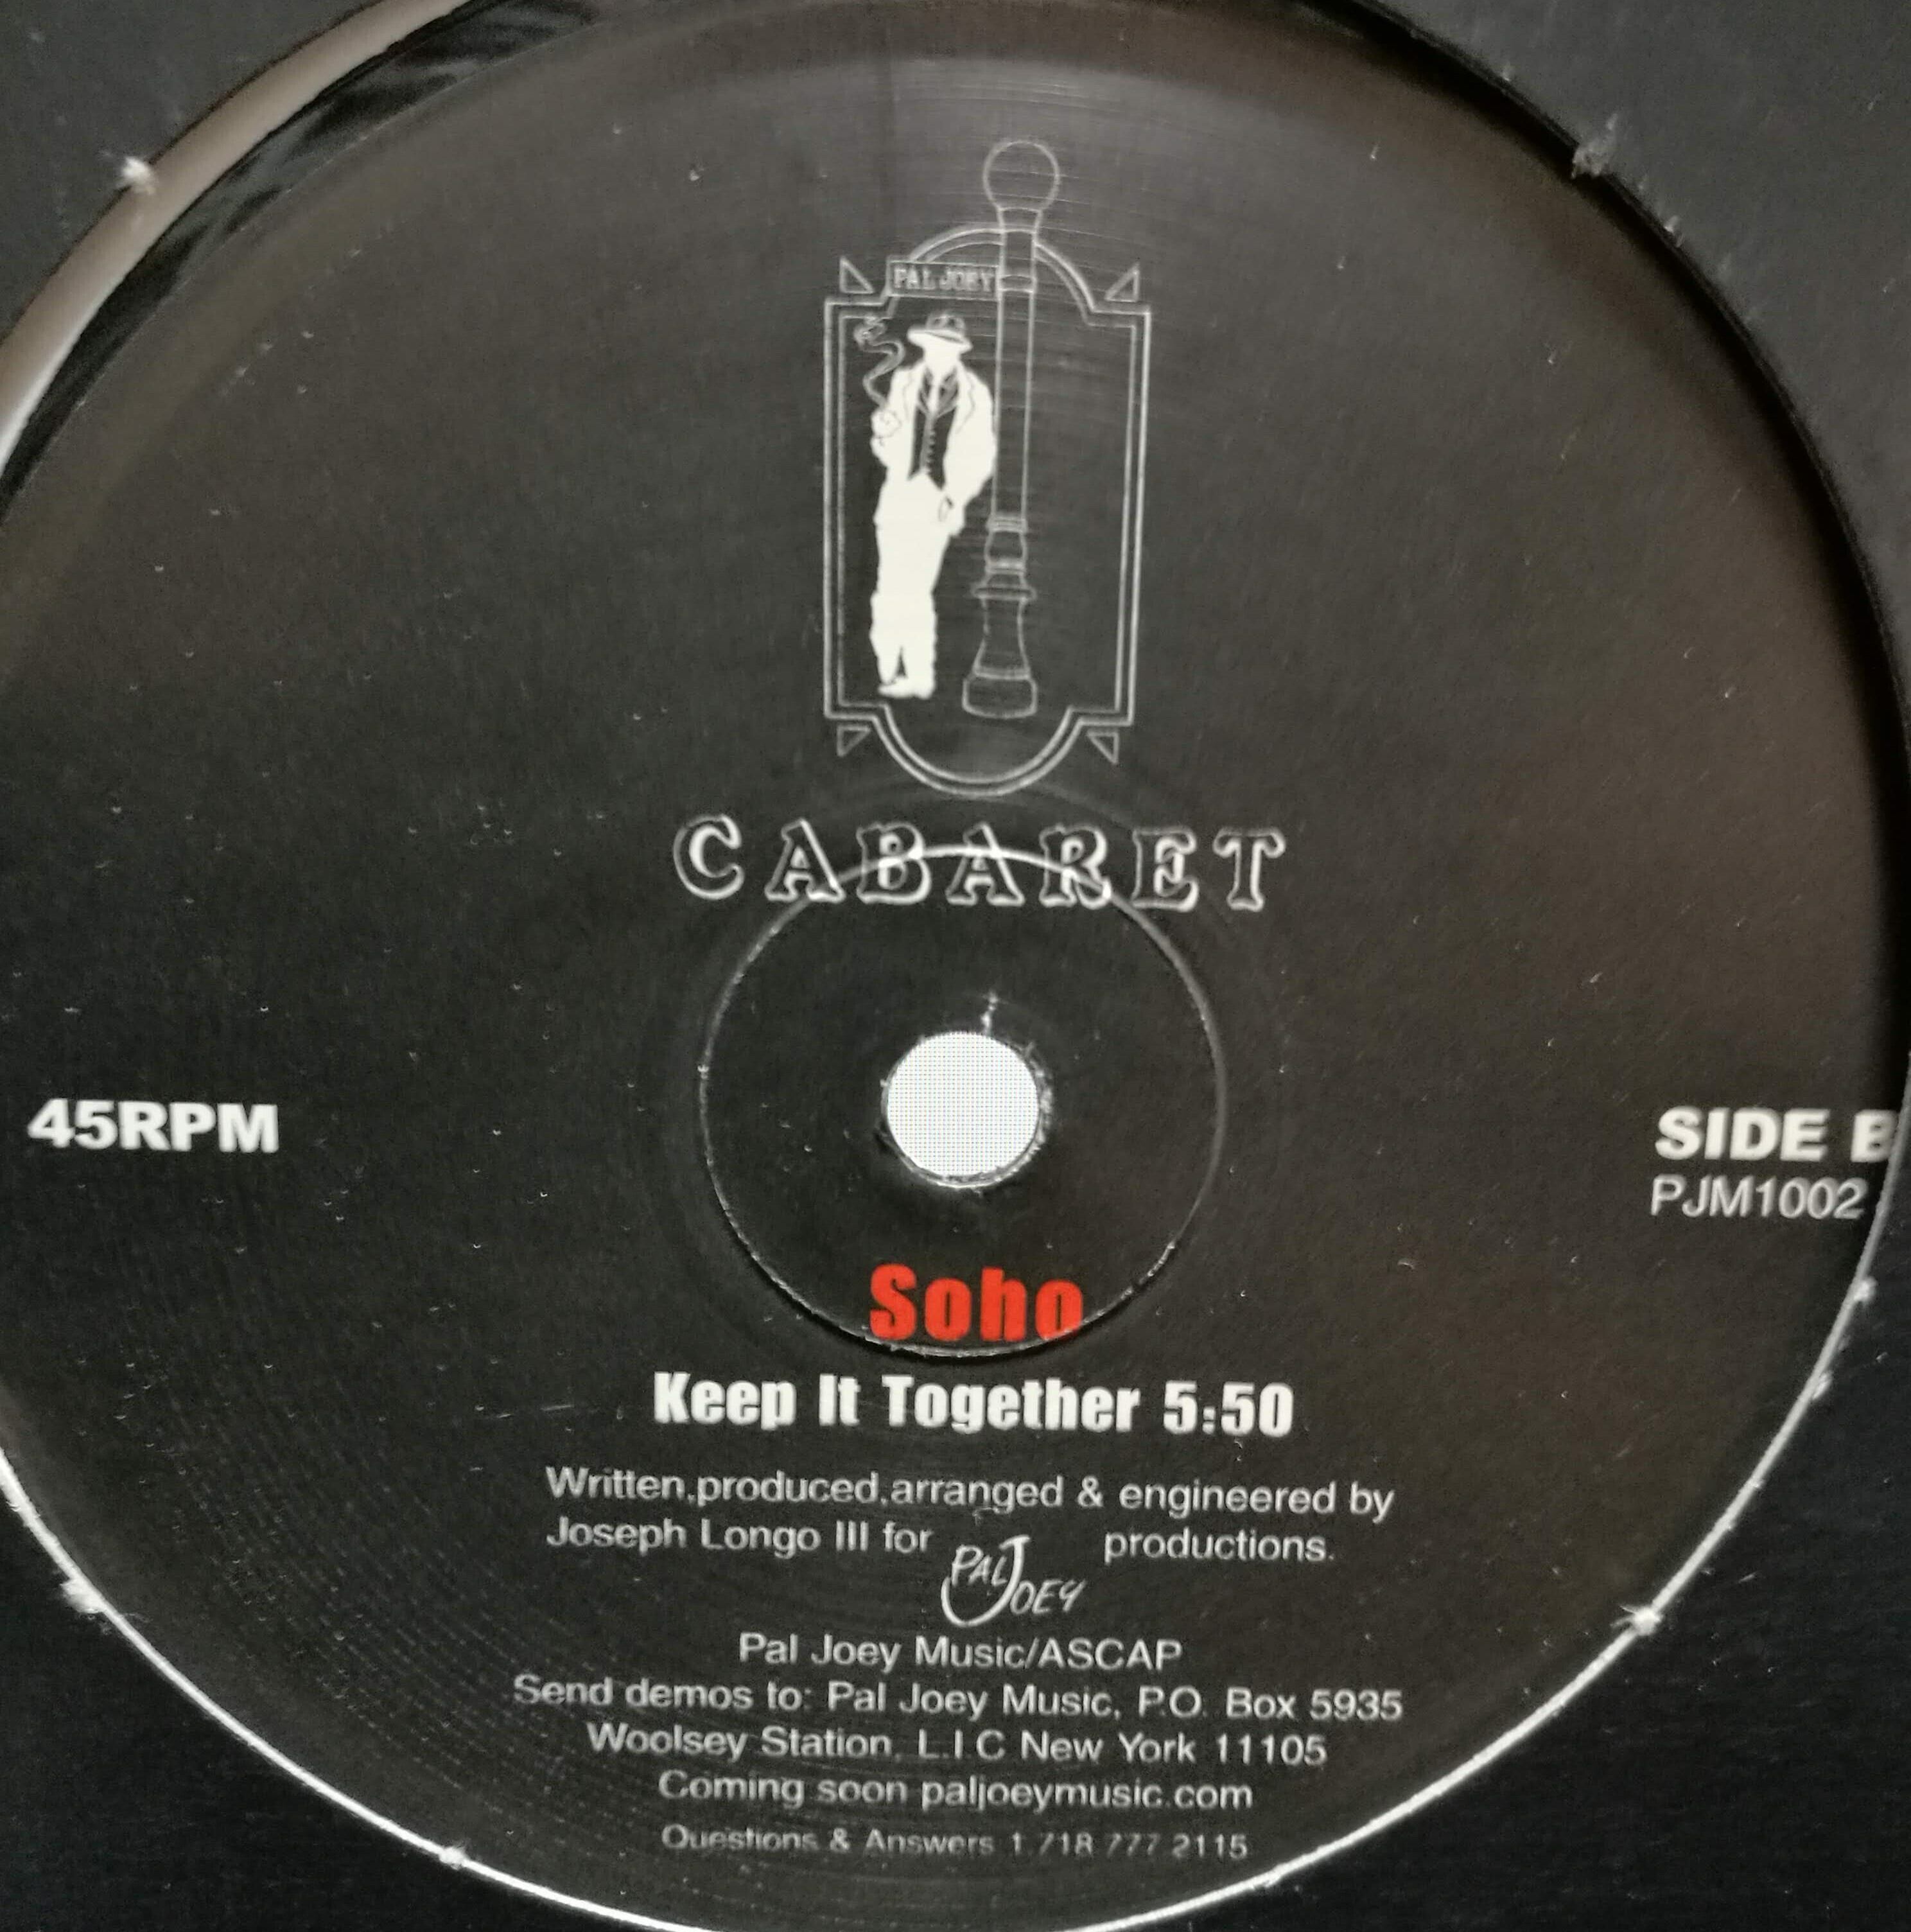 PAL JOEY
CABARET
45RPM
SIDE B
PJM1002
Soho
Keep It Together 5:50
Written,produced,arranged & engineered by
Joseph Longo III for PAL JOEY productions.
Pal Joey Music/ASCAP
Send demos to: Pal Joey Music, P.O. Box 5935
Woolsey Station, L.I C New York 11105
Coming soon paljoeymusic.com
Questions & Answers 1 718 777 2115